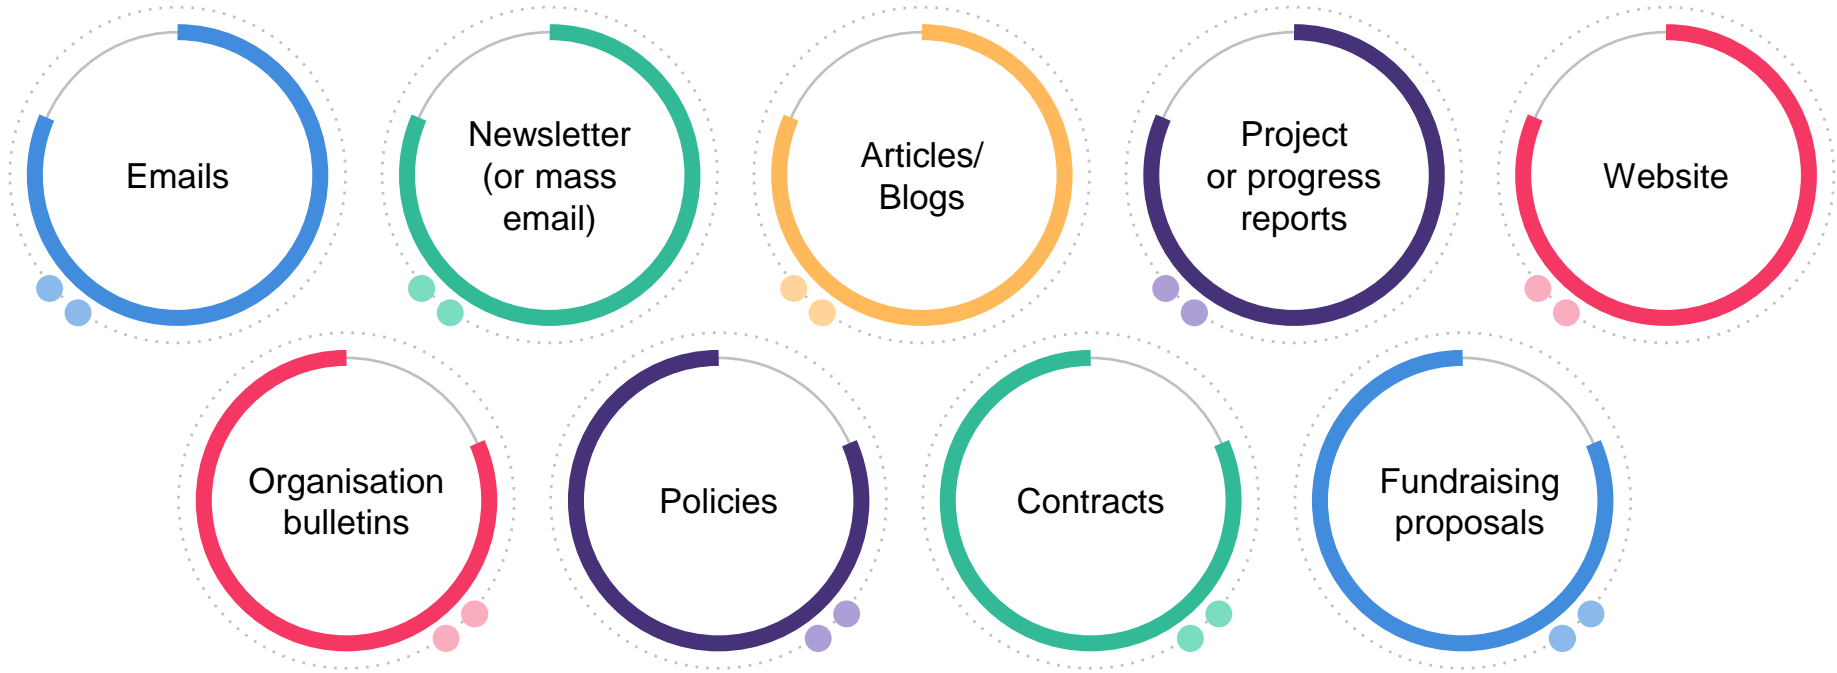 Emails
Newsletter
(or mass
email)
Articles/
Blogs
Project
or progress
reports
Website
Organisation
bulletins
Policies
Contracts
Fundraising
proposals